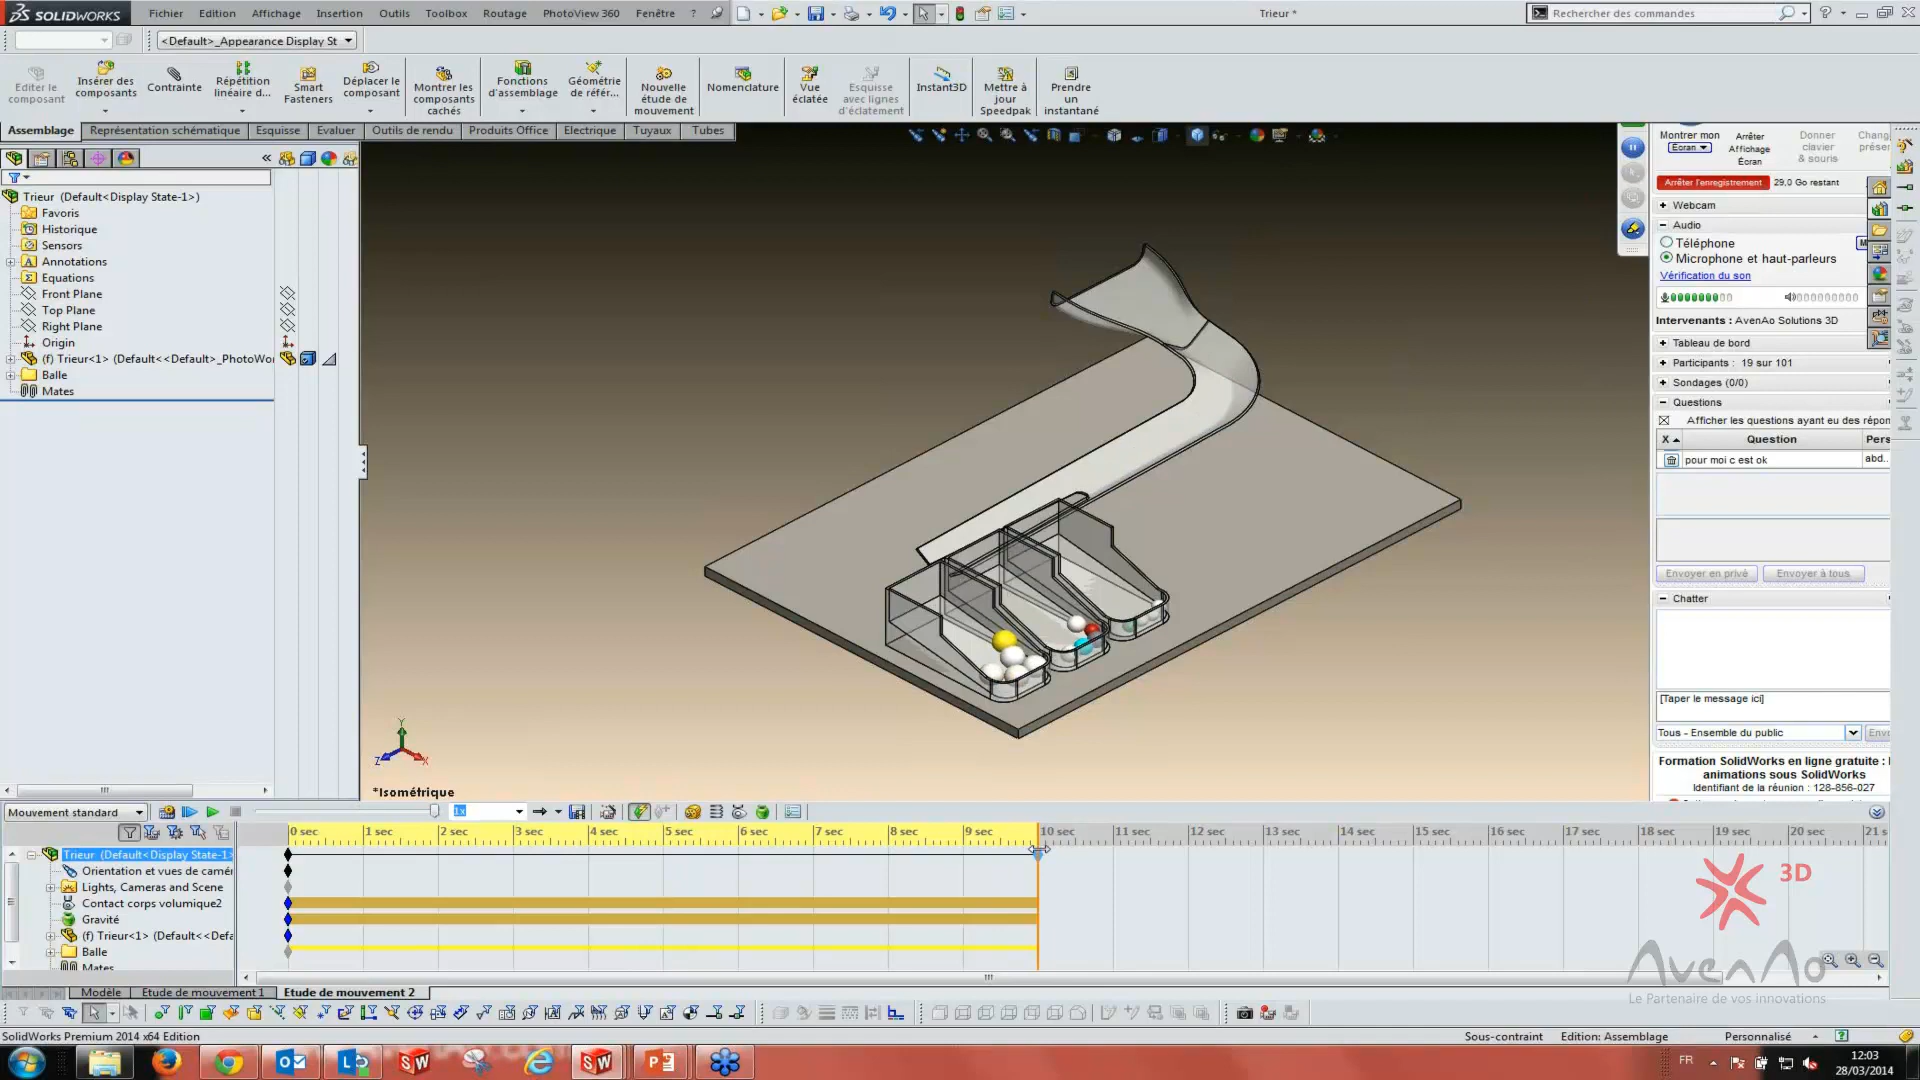 SOLIDWORKS
Fichier Edition Affichage Insertion Outils Toolbox Routage PhotoView 360 Fenêtre ?
Trieur *
Rechercher des commandes
<Default>_Appearance Display St
Editer le composant
Insérer des composants
Contrainte
Répétition linéaire d...
Smart Fasteners
Déplacer le composant
Montrer les composants cachés
Fonctions d'assemblage
Géométrie de référ...
Nouvelle étude de mouvement
Nomenclature
Vue éclatée
Esquisse avec lignes d'éclatement
Instant3D
Mettre à jour Speedpak
Prendre un instantané
Assemblage Représentation schématique Esquisse Evaluer Outils de rendu Produits Office Electrique Tuyaux Tubes
Trieur (Default<Display State-1>)
Favoris
Historique
Sensors
Annotations
Equations
Front Plane
Top Plane
Right Plane
Origin
(f) Trieur<1> (Default<<Default>_PhotoWor
Balle
Mates
Y
Z
X
*Isométrique
Montrer mon
Écran
Arrêter Affichage Écran
Donner clavier & souris
Chang prése
Arrêter l'enregistrement 29,0 Go restant
Webcam
Audio
Téléphone
Microphone et haut-parleurs
Vérification du son
Intervenants : AvenAo Solutions 3D
Tableau de bord
Participants : 19 sur 101
Sondages (0/0)
Questions
Afficher les questions ayant eu des répon
X Question Pers
pour moi c est ok abd...
Envoyer en privé Envoyer à tous
Chatter
[Taper le message ici]
Tous - Ensemble du public Envo
Formation SolidWorks en ligne gratuite : l
animations sous SolidWorks
Identifiant de la réunion : 128-856-027
Mouvement standard
1x
0 sec 1 sec 2 sec 3 sec 4 sec 5 sec 6 sec 7 sec 8 sec 9 sec 10 sec 11 sec 12 sec 13 sec 14 sec 15 sec 16 sec 17 sec 18 sec 19 sec 20 sec 21 s
Trieur (Default<Display State-1>
Orientation et vues de camér
Lights, Cameras and Scene
Contact corps volumique2
Gravité
(f) Trieur<1> (Default<<Defa
Balle
Mates
3D
AvenAo
Le Partenaire de vos innovations
Modèle Etude de mouvement 1 Etude de mouvement 2
SolidWorks Premium 2014 x64 Edition
Sous-contraint Edition: Assemblage Personnalisé
FR
12:03
28/03/2014